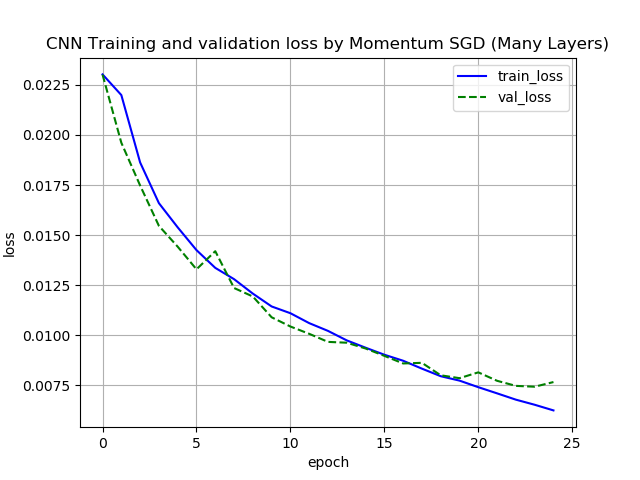 CNN Training and validation loss by Momentum SGD (Many Layers)
train_loss
val_loss
0.0225
0.0200
0.0175
0.0150
0.0125
0.0100
0.0075
loss
0 5 10 15 20 25
epoch